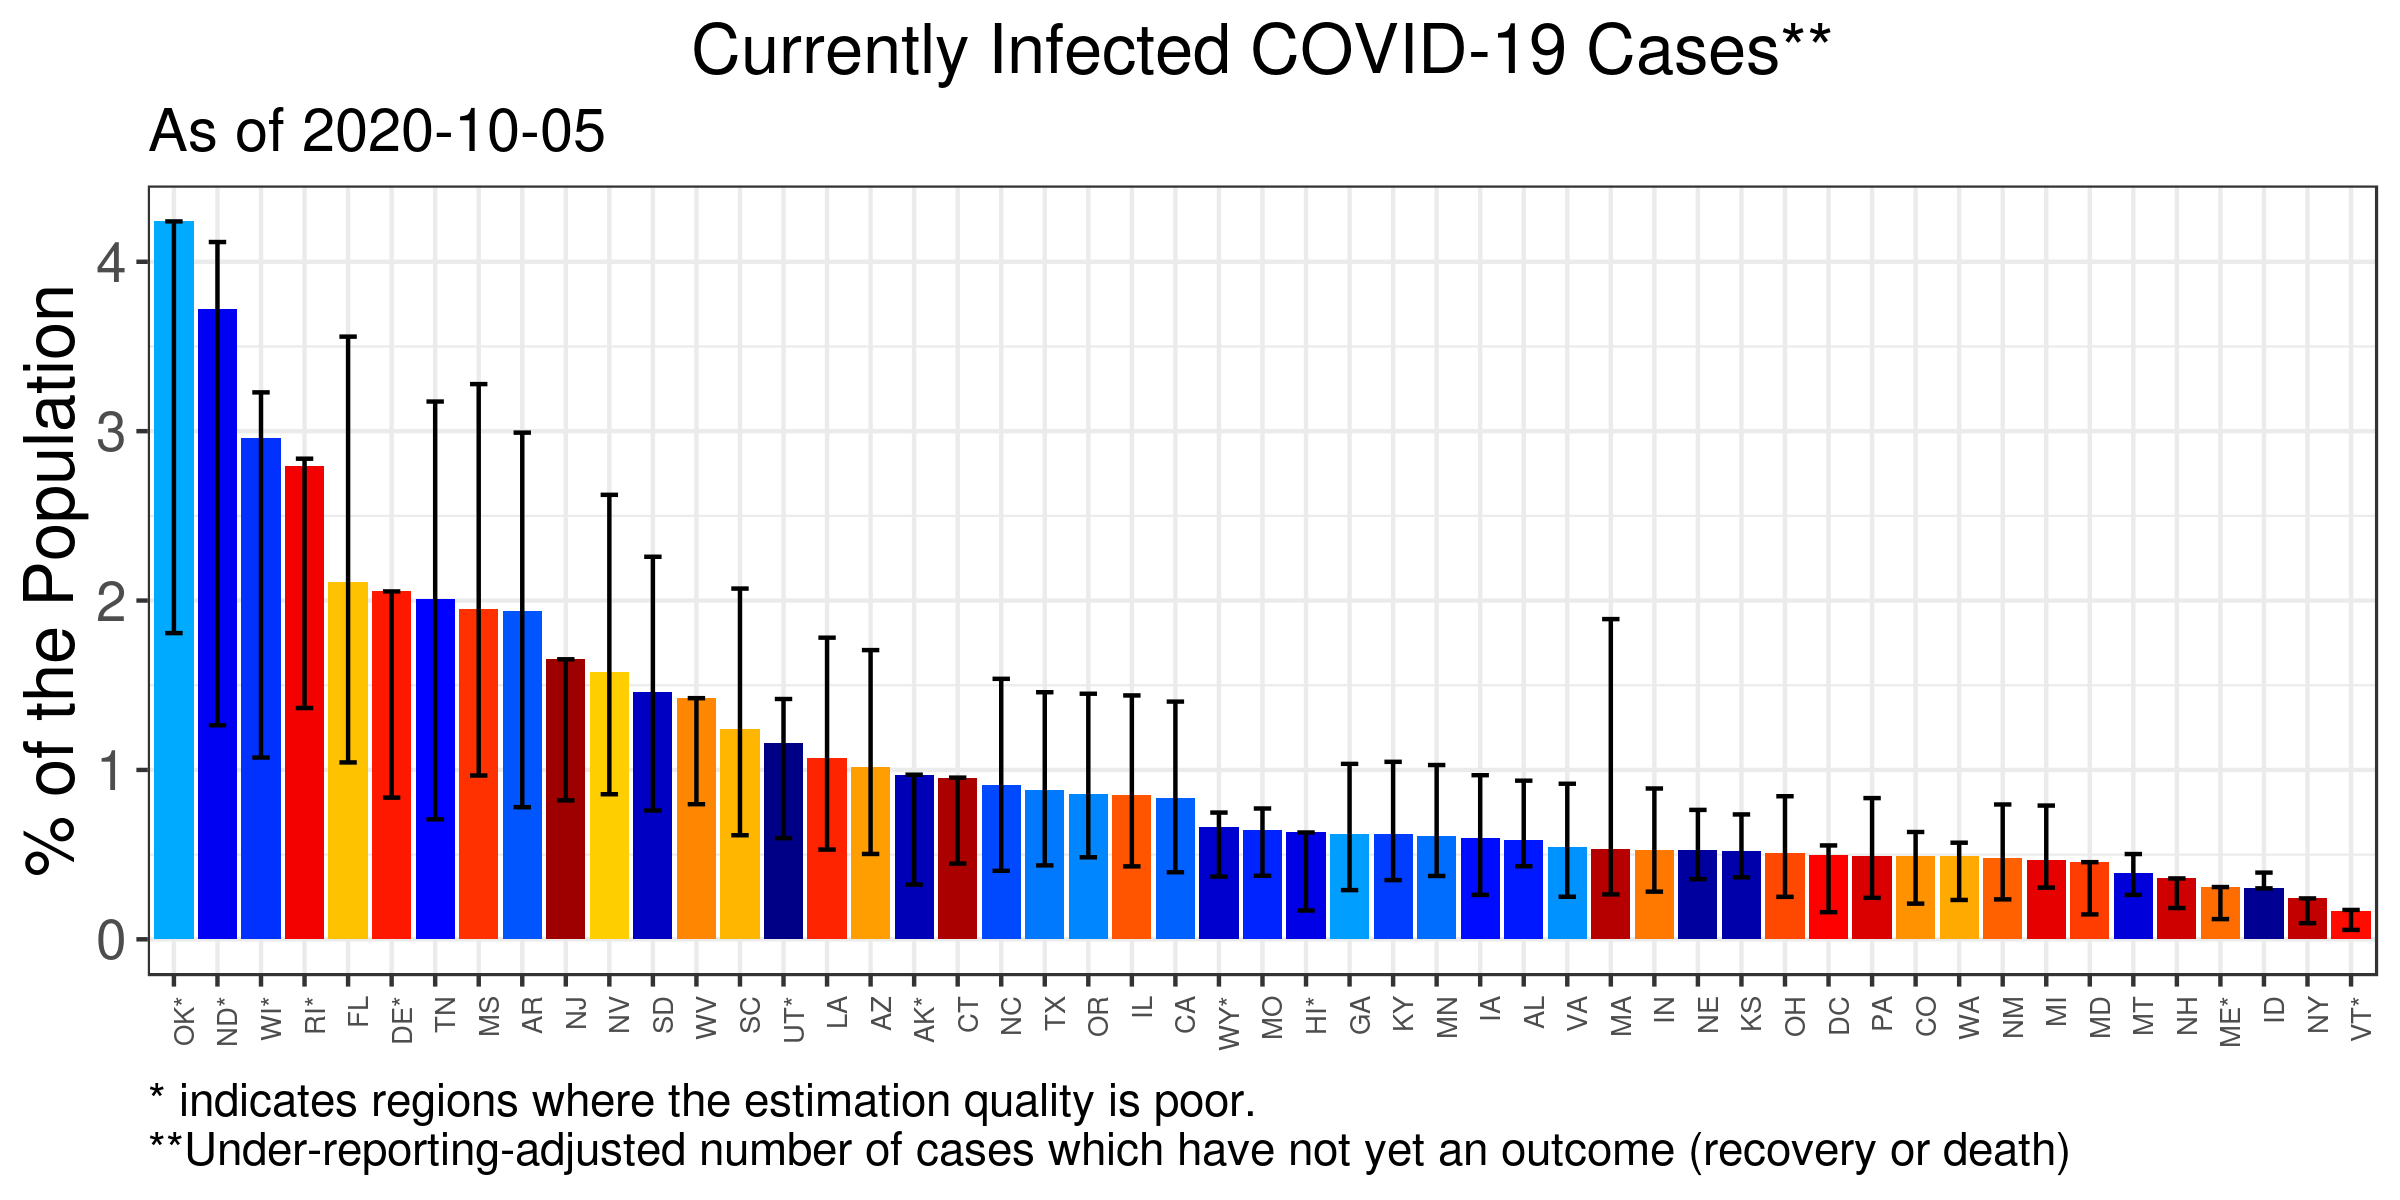 Currently Infected COVID-19 Cases**
As of 2020-10-05
% of the Population
4
3
2
1
0
OK* ND* WI* RI* FL DE* TN MS AR NJ NV SD WV SC UT* LA AZ AK* CT NC TX OR IL CA WY* MO HI* GA KY MN IA AL VA MA IN NE KS OH DC PA CO WA NM MI MD MT NH ME* ID NY VT*
* indicates regions where the estimation quality is poor.
**Under-reporting-adjusted number of cases which have not yet an outcome (recovery or death)